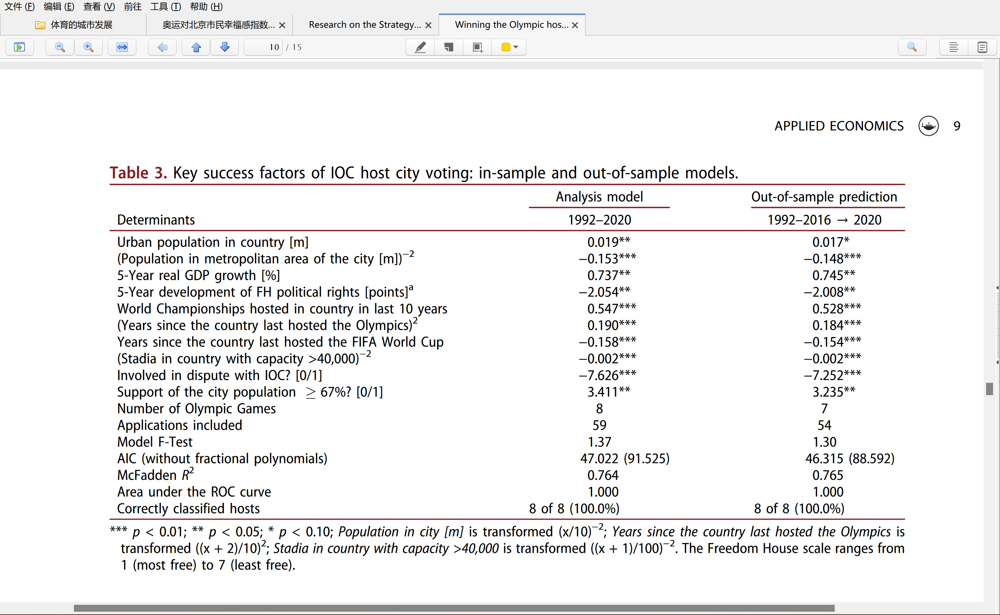 文件 (F) 编辑 (E) 查看 (V) 前往 工具 (T) 帮助 (H)
体育的城市发展 奥运对北京市民幸福感指数... Research on the Strategy... Winning the Olympic hos...
10 / 15
APPLIED ECONOMICS 9
Table 3. Key success factors of IOC host city voting: in-sample and out-of-sample models.
Analysis model Out-of-sample prediction
Determinants 1992–2020 1992–2016 → 2020
Urban population in country [m] 0.019** 0.017*
(Population in metropolitan area of the city [m])⁻² −0.153*** −0.148***
5-Year real GDP growth [%] 0.737** 0.745**
5-Year development of FH political rights [points]ᵃ −2.054** −2.008**
World Championships hosted in country in last 10 years 0.547*** 0.528***
(Years since the country last hosted the Olympics)² 0.190*** 0.184***
Years since the country last hosted the FIFA World Cup −0.158*** −0.154***
(Stadia in country with capacity >40,000)⁻² −0.002*** −0.002***
Involved in dispute with IOC? [0/1] −7.626*** −7.252***
Support of the city population ≥ 67%? [0/1] 3.411** 3.235**
Number of Olympic Games 8 7
Applications included 59 54
Model F-Test 1.37 1.30
AIC (without fractional polynomials) 47.022 (91.525) 46.315 (88.592)
McFadden R² 0.764 0.765
Area under the ROC curve 1.000 1.000
Correctly classified hosts 8 of 8 (100.0%) 8 of 8 (100.0%)
*** p < 0.01; ** p < 0.05; * p < 0.10; Population in city [m] is transformed (x/10)⁻²; Years since the country last hosted the Olympics is
transformed ((x + 2)/10)²; Stadia in country with capacity >40,000 is transformed ((x + 1)/100)⁻². The Freedom House scale ranges from
1 (most free) to 7 (least free).